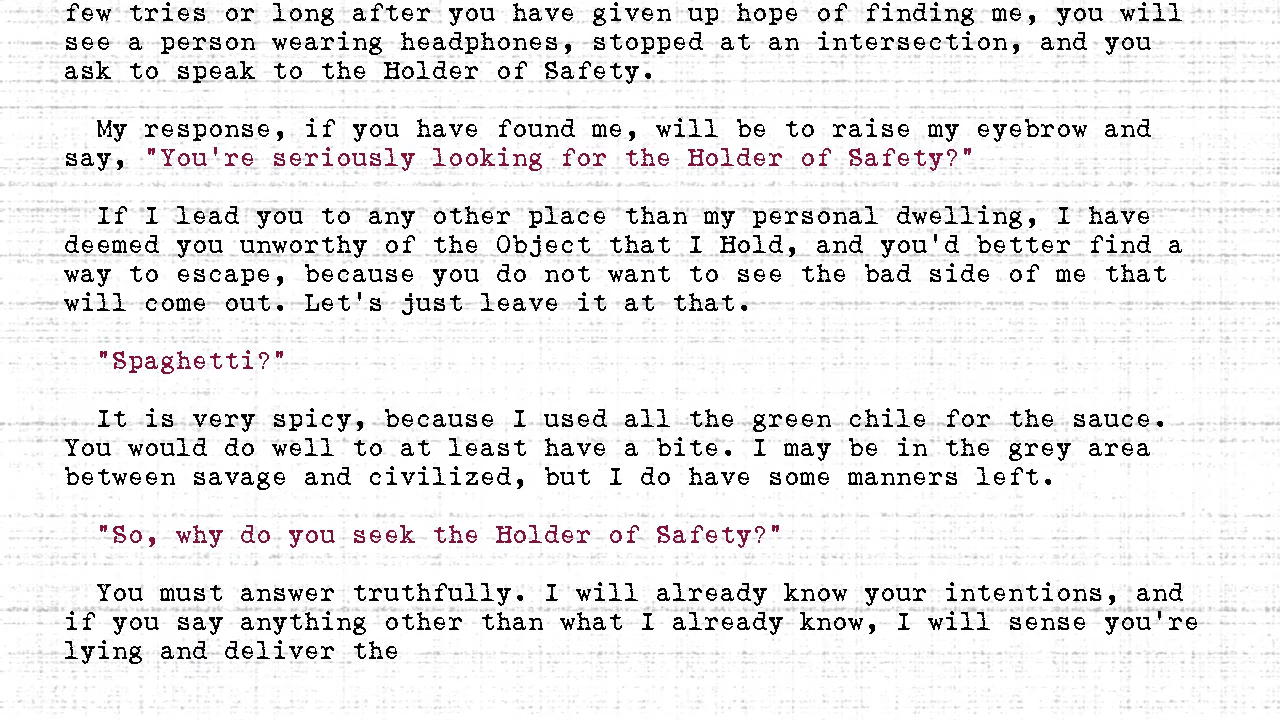 few tries or long after you have given up hope of finding me, you will
see a person wearing headphones, stopped at an intersection, and you
ask to speak to the Holder of Safety.
My response, if you have found me, will be to raise my eyebrow and
say, "You're seriously looking for the Holder of Safety?"
If I lead you to any other place than my personal dwelling, I have
deemed you unworthy of the Object that I Hold, and you'd better find a
way to escape, because you do not want to see the bad side of me that
will come out. Let's just leave it at that.
"Spaghetti?"
It is very spicy, because I used all the green chile for the sauce.
You would do well to at least have a bite. I may be in the grey area
between savage and civilized, but I do have some manners left.
"So, why do you seek the Holder of Safety?"
You must answer truthfully. I will already know your intentions, and
if you say anything other than what I already know, I will sense you're
lying and deliver the